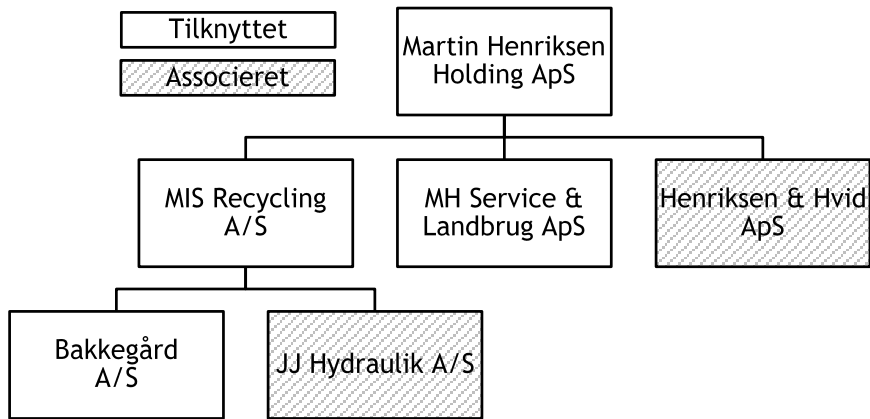 Tilknyttet
Associeret
Martin Henriksen
Holding ApS
MIS Recycling
A/S
MH Service &
Landbrug ApS
Henriksen & Hvid
ApS
Bakkegård
A/S
JJ Hydraulik A/S